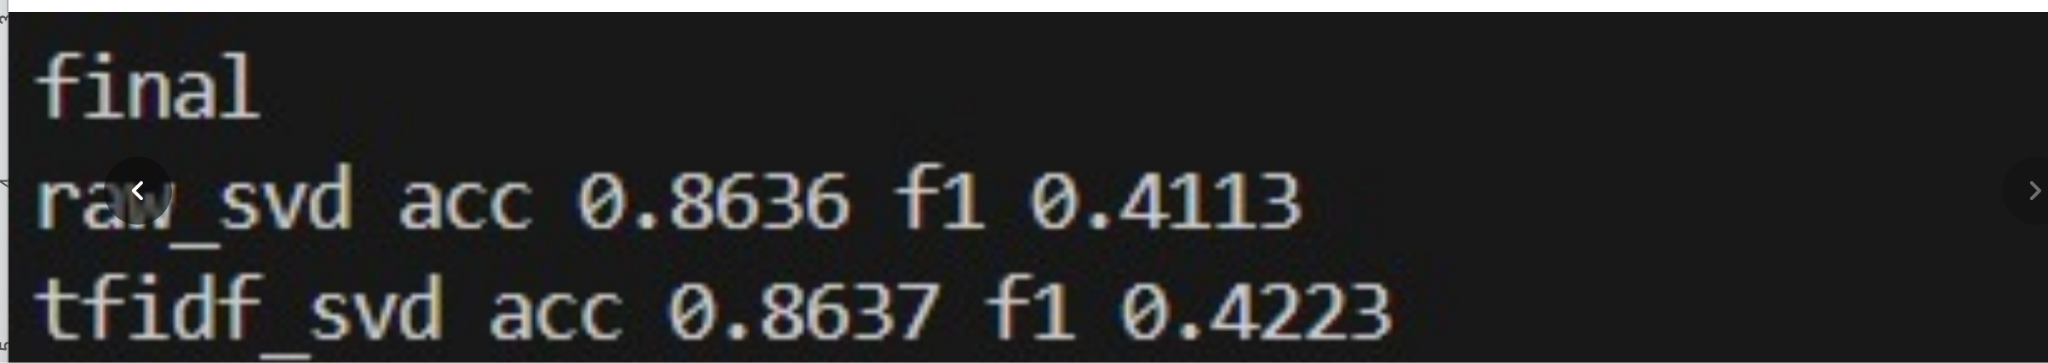 final
raw_svd acc 0.8636 f1 0.4113
tfidf_svd acc 0.8637 f1 0.4223